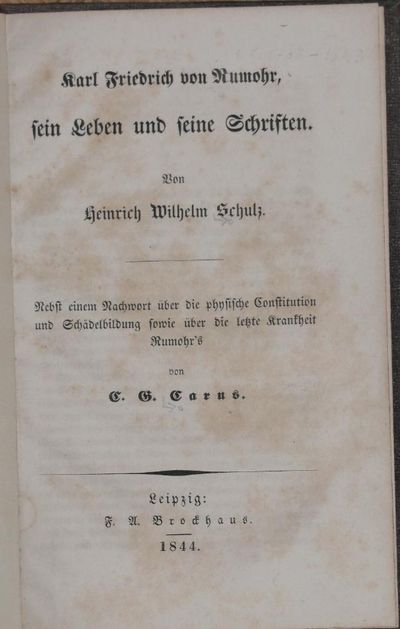 Karl Friedrich von Rumohr,
sein Leben und seine Schriften.
Von
Heinrich Wilhelm Schulz.
Nebst einem Nachwort über die physische Constitution
und Schädelbildung sowie über die letzte Krankheit
Rumohr's
von
C. G. Carus.
Leipzig:
F. A. Brockhaus.
1844.